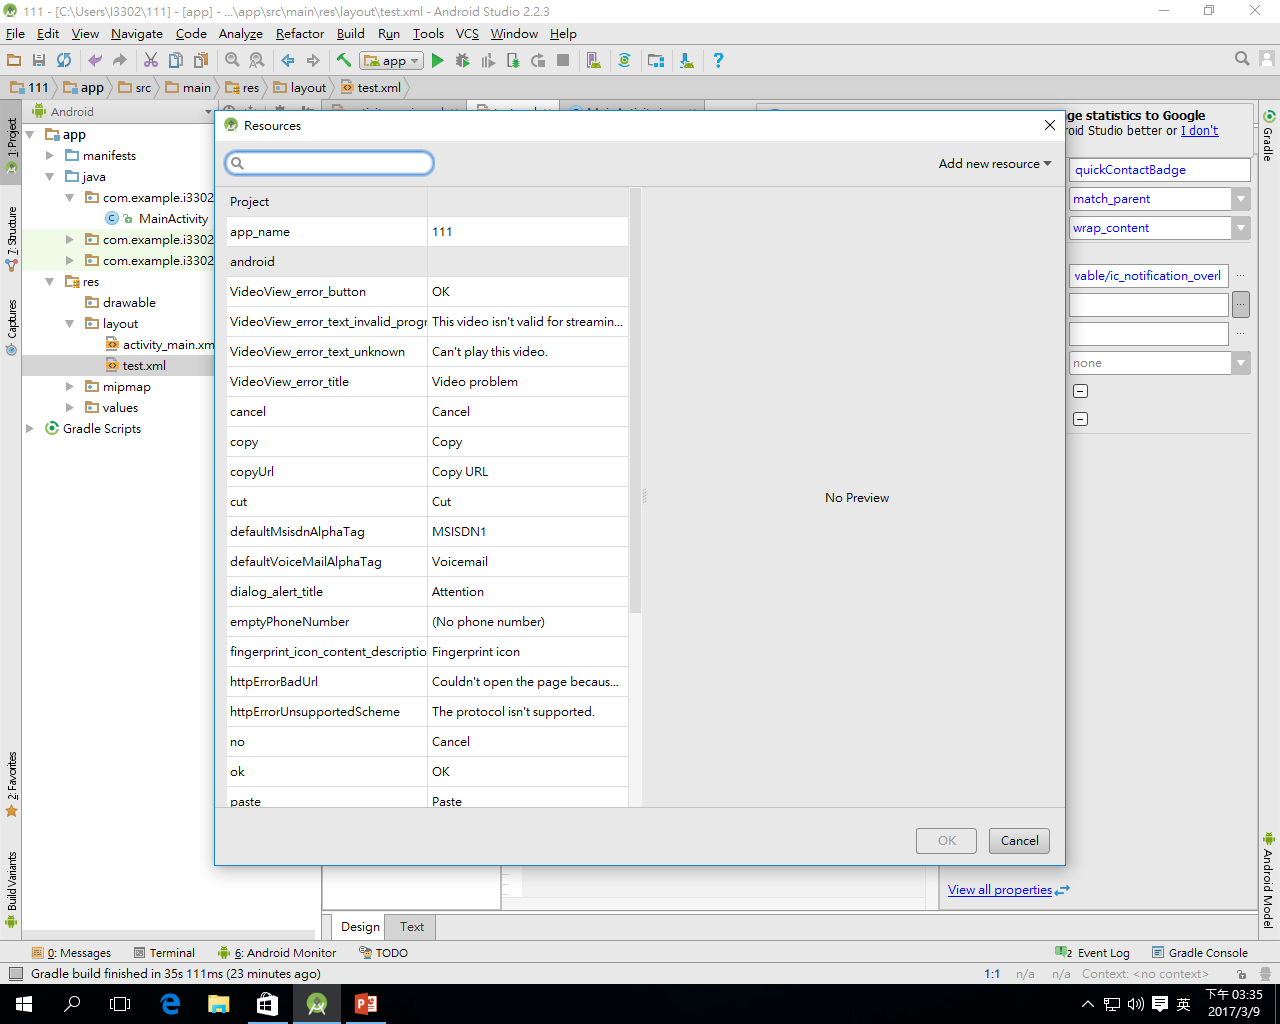 111 - [C:\Users\I3302\111] - [app] - ...\app\src\main\res\layout\test.xml - Android Studio 2.2.3
File Edit View Navigate Code Analyze Refactor Build Run Tools VCS Window Help
app
111 app src main res layout test.xml
Android
1: Project
7: Structure
Captures
2: Favorites
Build Variants
app
manifests
java
com.example.i3302
MainActivity
com.example.i3302
com.example.i3302
res
drawable
layout
activity_main.xm
test.xml
mipmap
values
Gradle Scripts
Resources
Add new resource
Project
app_name 111
android
VideoView_error_button OK
VideoView_error_text_invalid_progr This video isn't valid for streamin...
VideoView_error_text_unknown Can't play this video.
VideoView_error_title Video problem
cancel Cancel
copy Copy
copyUrl Copy URL
cut Cut
defaultMsisdnAlphaTag MSISDN1
defaultVoiceMailAlphaTag Voicemail
dialog_alert_title Attention
emptyPhoneNumber (No phone number)
fingerprint_icon_content_descriptio Fingerprint icon
httpErrorBadUrl Couldn't open the page becaus...
httpErrorUnsupportedScheme The protocol isn't supported.
no Cancel
ok OK
paste Paste
No Preview
OK Cancel
ge statistics to Google
roid Studio better or I don't
quickContactBadge
match_parent
wrap_content
vable/ic_notification_overl
none
View all properties
Gradle
Android Model
Design Text
0: Messages Terminal 6: Android Monitor TODO
2 Event Log Gradle Console
Gradle build finished in 35s 111ms (23 minutes ago)
1:1 n/a n/a Context: <no context>
英
下午 03:35
2017/3/9